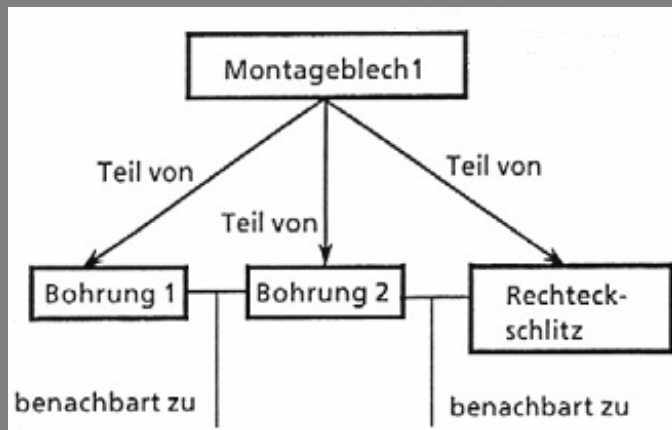 Montageblech1
Teil von
Teil von
Teil von
Bohrung 1
Bohrung 2
Rechteck-
schlitz
benachbart zu
benachbart zu